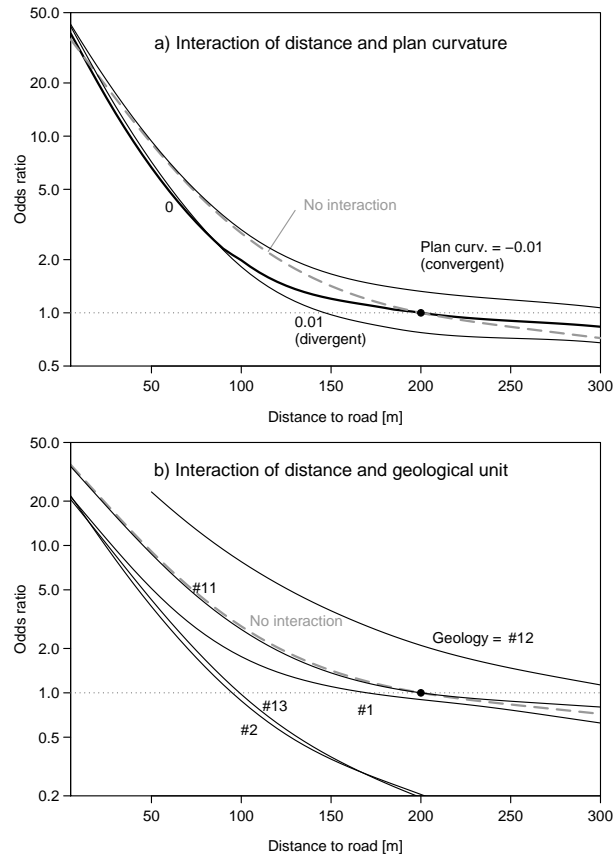 a) Interaction of distance and plan curvature
50.0
20.0
10.0
5.0
2.0
1.0
0.5
Odds ratio
0
No interaction
Plan curv. = −0.01
(convergent)
0.01
(divergent)
50
100
150
200
250
300
Distance to road [m]
b) Interaction of distance and geological unit
50.0
20.0
10.0
5.0
2.0
1.0
0.5
0.2
Odds ratio
#11
No interaction
Geology = #12
#13
#1
#2
50
100
150
200
250
300
Distance to road [m]